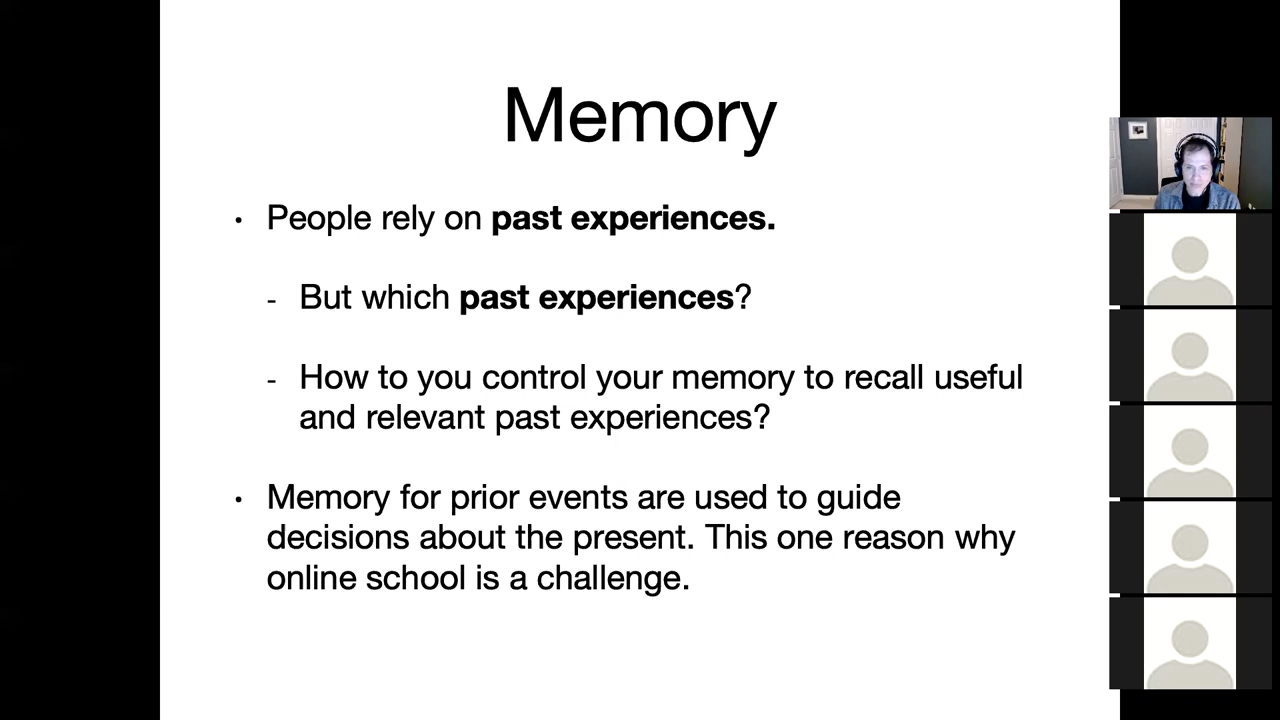 Memory
• People rely on past experiences.
- But which past experiences?
- How to you control your memory to recall useful
and relevant past experiences?
• Memory for prior events are used to guide
decisions about the present. This one reason why
online school is a challenge.